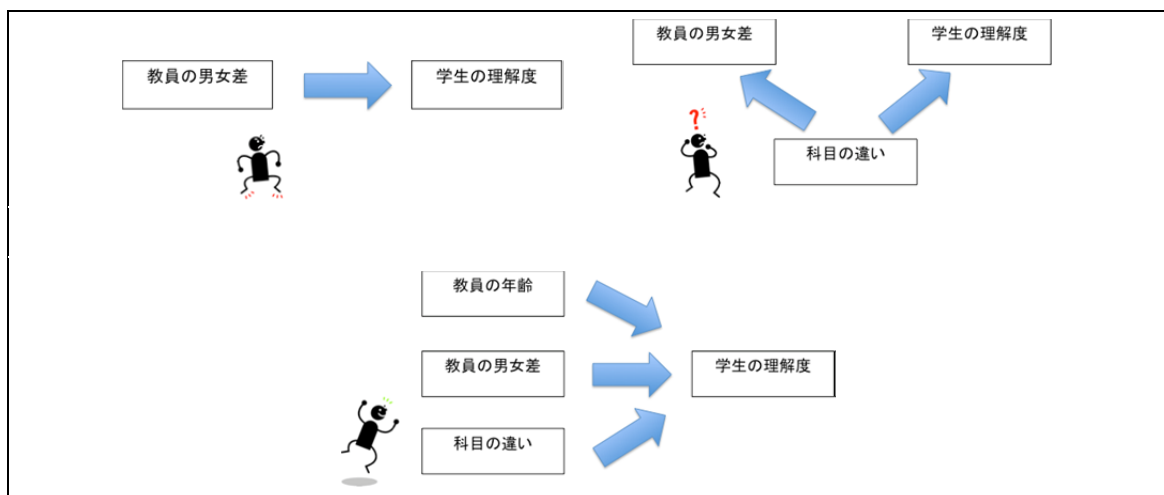 教員の男女差
学生の理解度
教員の男女差
学生の理解度
?
科目の違い
教員の年齢
教員の男女差
学生の理解度
科目の違い